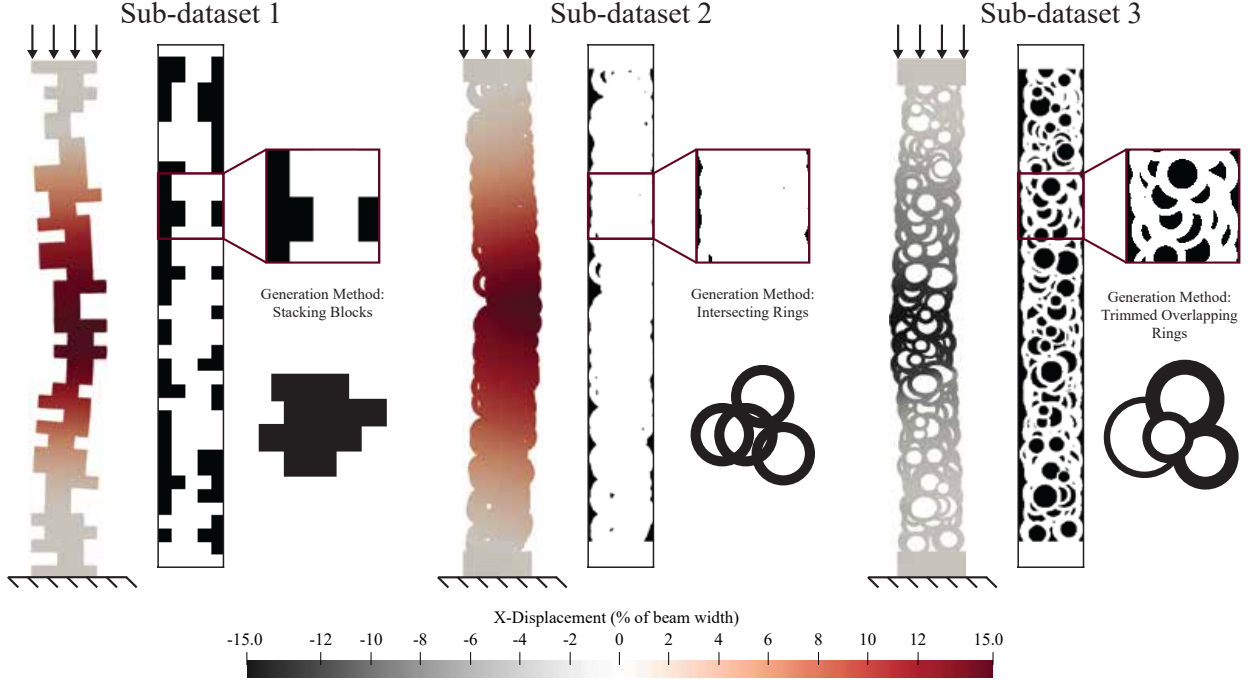 Sub-dataset 1
Sub-dataset 2
Sub-dataset 3
Generation Method:
Stacking Blocks
Generation Method:
Intersecting Rings
Generation Method:
Trimmed Overlapping
Rings
X-Displacement (% of beam width)
-15.0 -12 -10 -8 -6 -4 -2 0 2 4 6 8 10 12 15.0